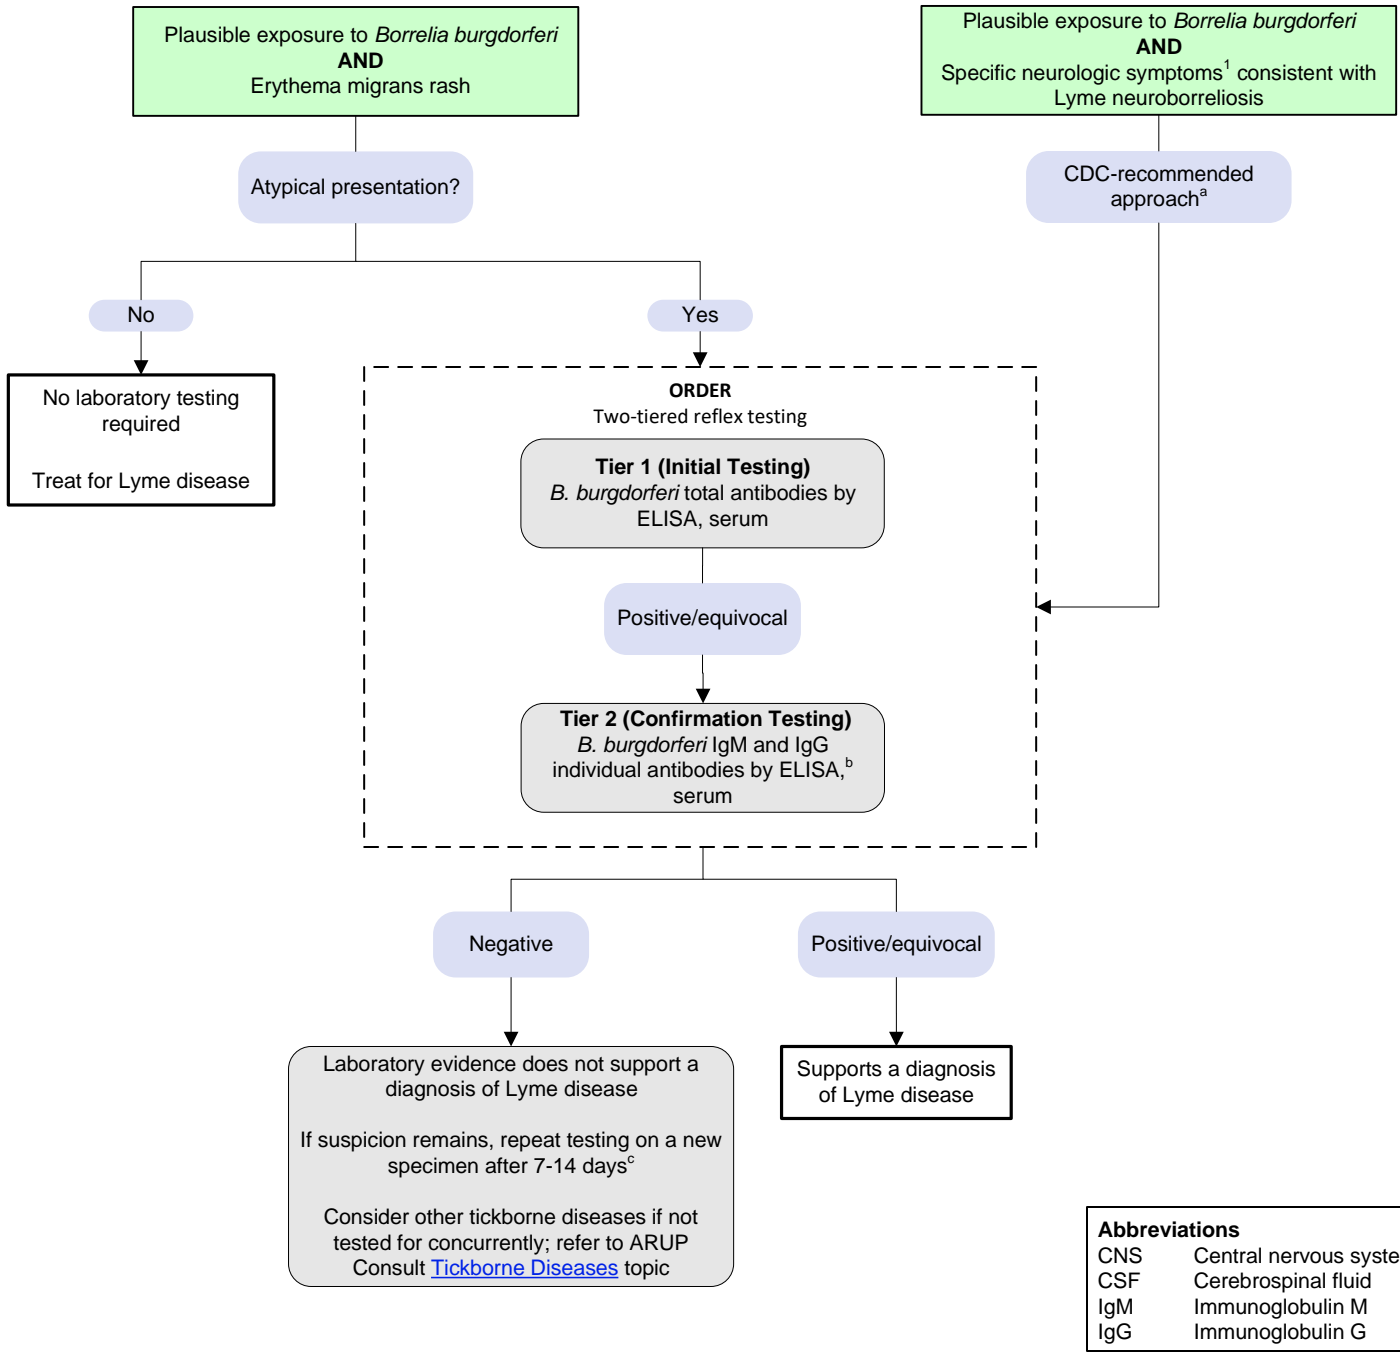 Plausible exposure to Borrelia burgdorferi
AND
Erythema migrans rash
Plausible exposure to Borrelia burgdorferi
AND
Specific neurologic symptoms1 consistent with
Lyme neuroborreliosis
Atypical presentation?
CDC-recommended
approacha
No
Yes
No laboratory testing
required
Treat for Lyme disease
ORDER
Two-tiered reflex testing
Tier 1 (Initial Testing)
B. burgdorferi total antibodies by
ELISA, serum
Positive/equivocal
Tier 2 (Confirmation Testing)
B. burgdorferi IgM and IgG
individual antibodies by ELISA,b
serum
Negative
Positive/equivocal
Laboratory evidence does not support a
diagnosis of Lyme disease
If suspicion remains, repeat testing on a new
specimen after 7-14 daysc
Consider other tickborne diseases if not
tested for concurrently; refer to ARUP
Consult Tickborne Diseases topic
Supports a diagnosis
of Lyme disease
Abbreviations
CNS Central nervous syste
CSF Cerebrospinal fluid
IgM Immunoglobulin M
IgG Immunoglobulin G